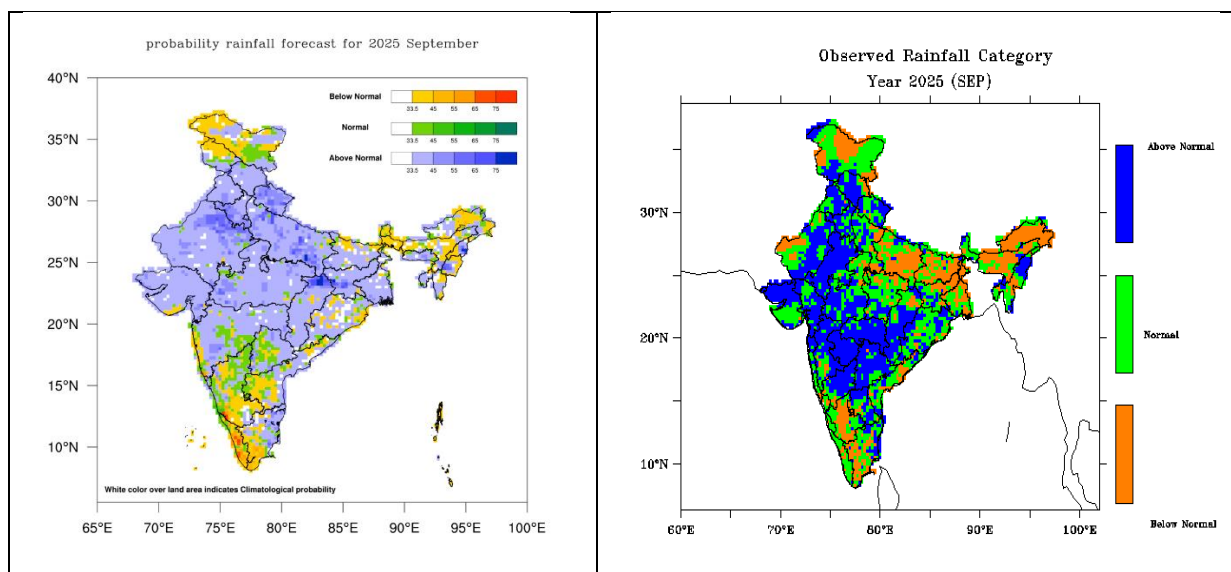 probability rainfall forecast for 2025 September
40°N
35°N
30°N
25°N
20°N
15°N
10°N
65°E 70°E 75°E 80°E 85°E 90°E 95°E 100°E
Below Normal
33.5 45 55 65 75
Normal
33.5 45 55 65 75
Above Normal
33.5 45 55 65 75
White color over land area indicates Climatological probability
Observed Rainfall Category
Year 2025 (SEP)
30°N
20°N
10°N
60°E 70°E 80°E 90°E 100°E
Above Normal
Normal
Below Normal